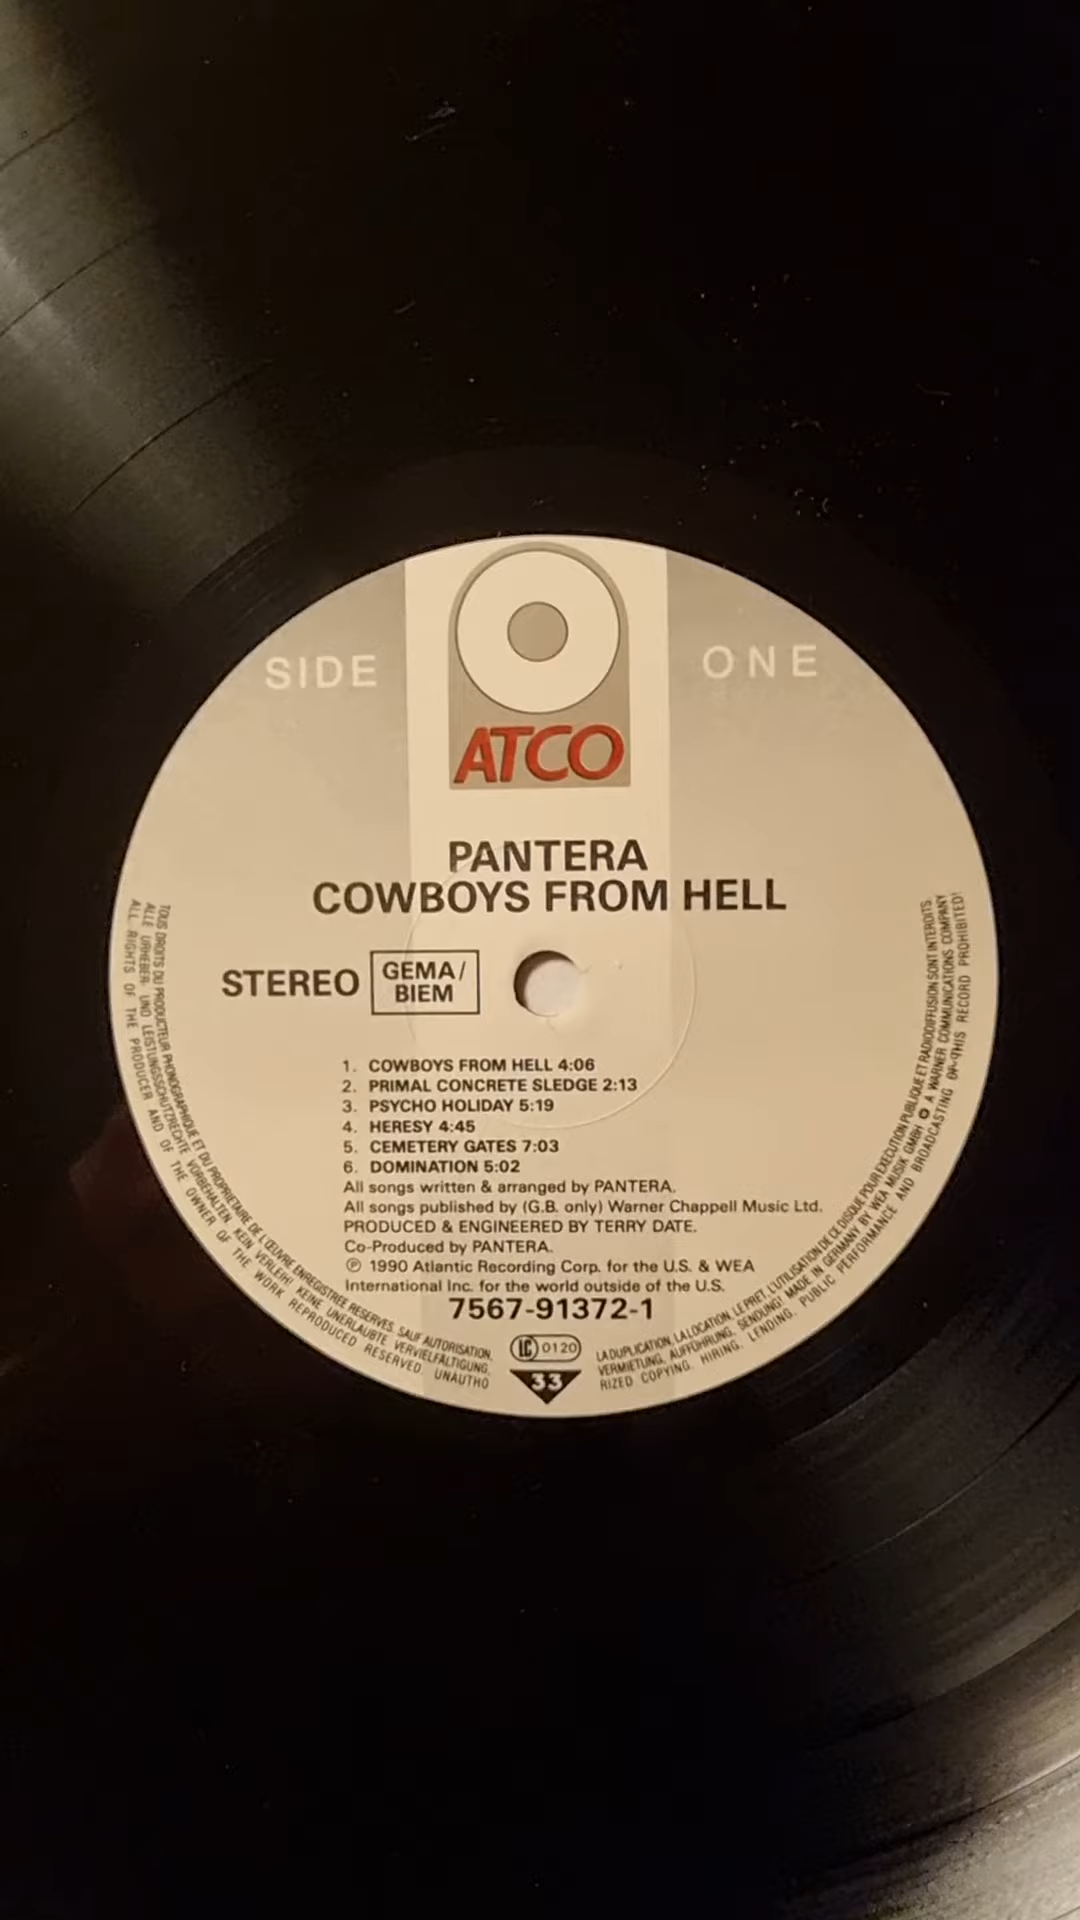 SIDE
ONE
ATCO
PANTERA
COWBOYS FROM HELL
STEREO
GEMA/
BIEM
1. COWBOYS FROM HELL 4:06
2. PRIMAL CONCRETE SLEDGE 2:13
3. PSYCHO HOLIDAY 5:19
4. HERESY 4:45
5. CEMETERY GATES 7:03
6. DOMINATION 5:02
All songs written & arranged by PANTERA.
All songs published by (G.B. only) Warner Chappell Music Ltd.
PRODUCED & ENGINEERED BY TERRY DATE.
Co-Produced by PANTERA.
℗ 1990 Atlantic Recording Corp. for the U.S. & WEA
International Inc. for the world outside of the U.S.
7567-91372-1
LC 0120
33
TOUS DROITS DU PRODUCTEUR PHONOGRAPHIQUE ET DU PROPRIETAIRE DE L'ŒUVRE ENREGISTREE RESERVES. SAUF AUTORISATION, LA DUPLICATION, LA LOCATION, LE PRET, L'UTILISATION DE CE DISQUE POUR EXECUTION PUBLIQUE ET RADIODIFFUSION SONT INTERDITS.
ALLE URHEBER- UND LEISTUNGSSCHUTZRECHTE VORBEHALTEN. KEIN VERLEIH! KEINE UNERLAUBTE VERVIELFÄLTIGUNG, VERMIETUNG, AUFFÜHRUNG, SENDUNG! MADE IN GERMANY BY WEA MUSIK GMBH A WARNER COMMUNICATIONS COMPANY
ALL RIGHTS OF THE PRODUCER AND OF THE OWNER OF THE WORK REPRODUCED RESERVED. UNAUTHORIZED COPYING, HIRING, LENDING, PUBLIC PERFORMANCE AND BROADCASTING OF THIS RECORD PROHIBITED!